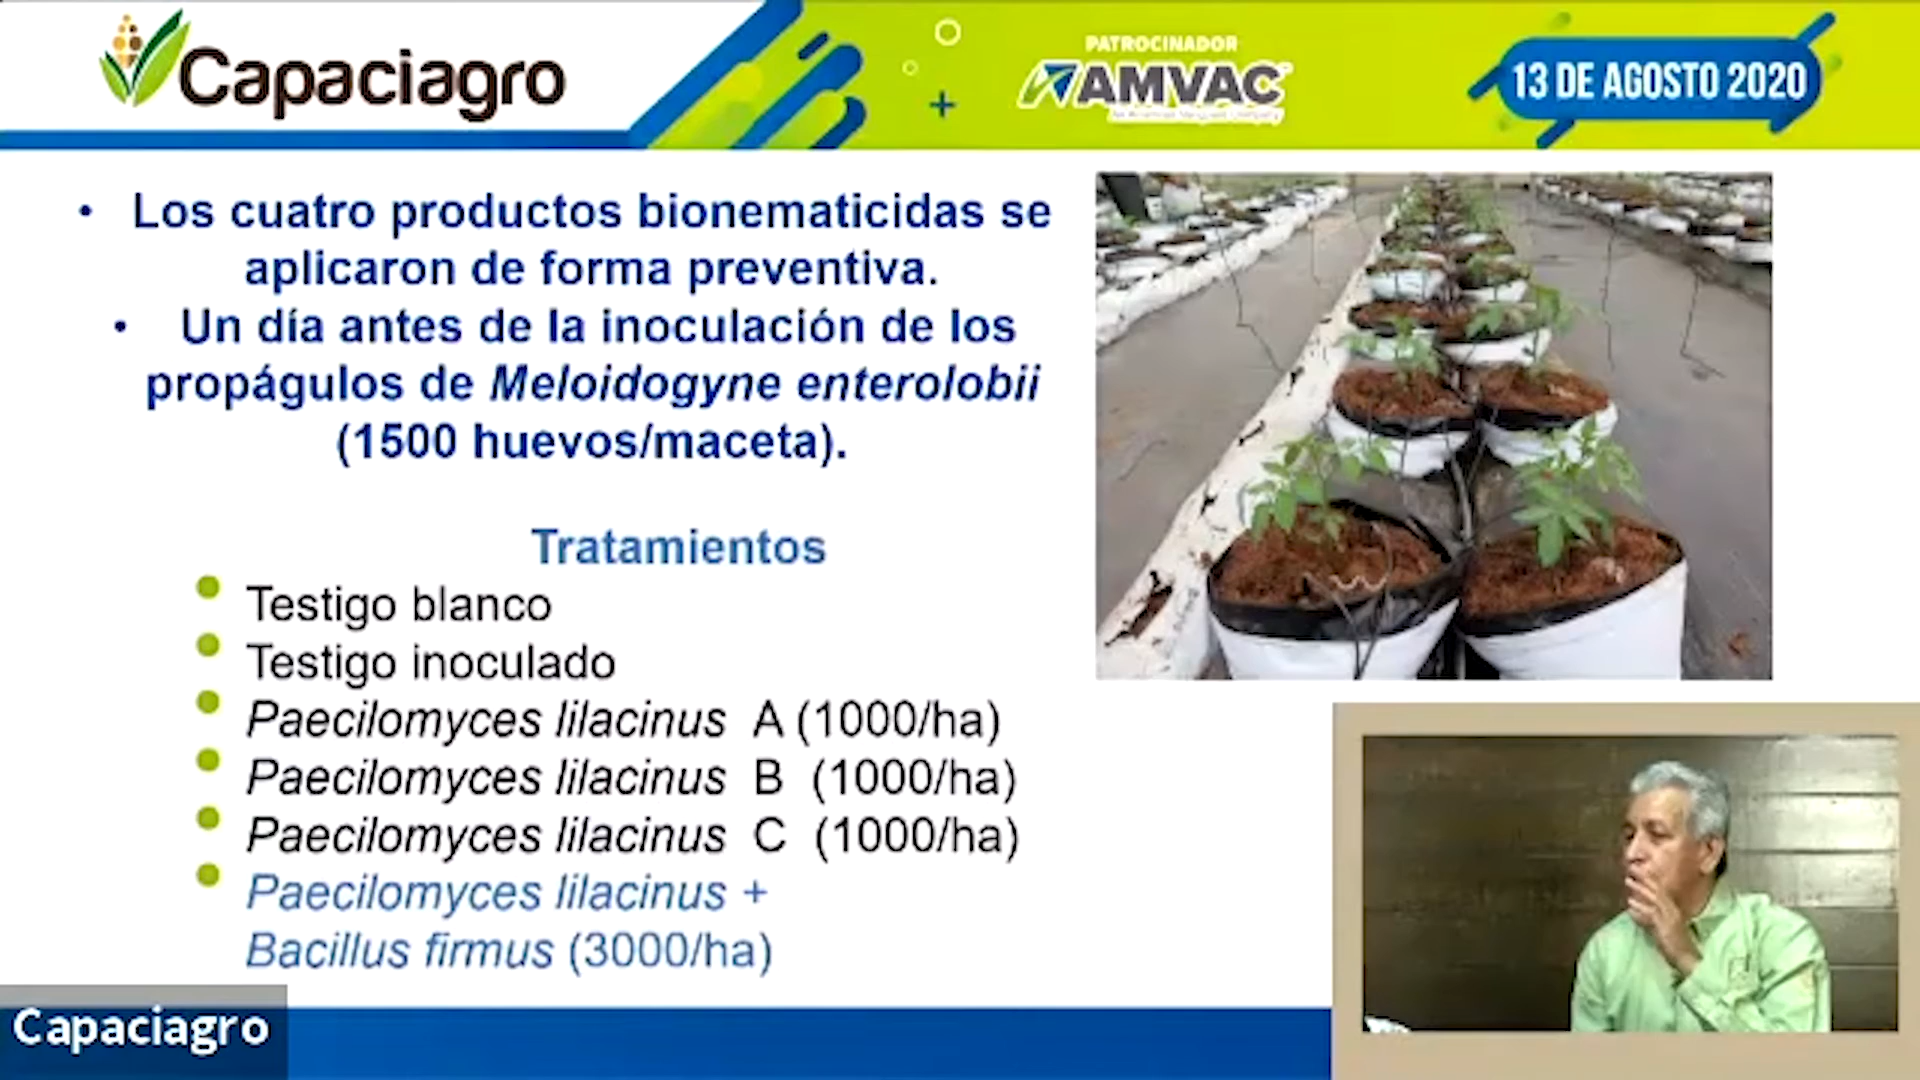 Capaciagro
PATROCINADOR
AMVAC
13 DE AGOSTO 2020
• Los cuatro productos bionematicidas se
aplicaron de forma preventiva.
• Un día antes de la inoculación de los
propágulos de Meloidogyne enterolobii
(1500 huevos/maceta).
Tratamientos
• Testigo blanco
• Testigo inoculado
• Paecilomyces lilacinus A (1000/ha)
• Paecilomyces lilacinus B (1000/ha)
• Paecilomyces lilacinus C (1000/ha)
• Paecilomyces lilacinus +
Bacillus firmus (3000/ha)
Capaciagro